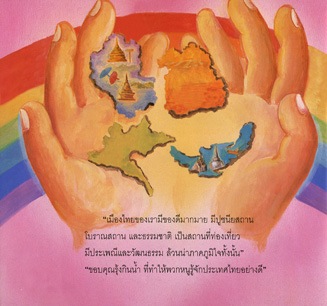 "เมืองไทยของเรามีของดีมากมาย มีปูชนียสถาน
โบราณสถาน และธรรมชาติ เป็นสถานที่ท่องเที่ยว
มีประเพณีและวัฒนธรรม ล้วนน่าภาคภูมิใจทั้งนั้น"
"ขอบคุณรุ้งกินน้ำ ที่ทำให้พวกหนูรู้จักประเทศไทยอย่างดี"